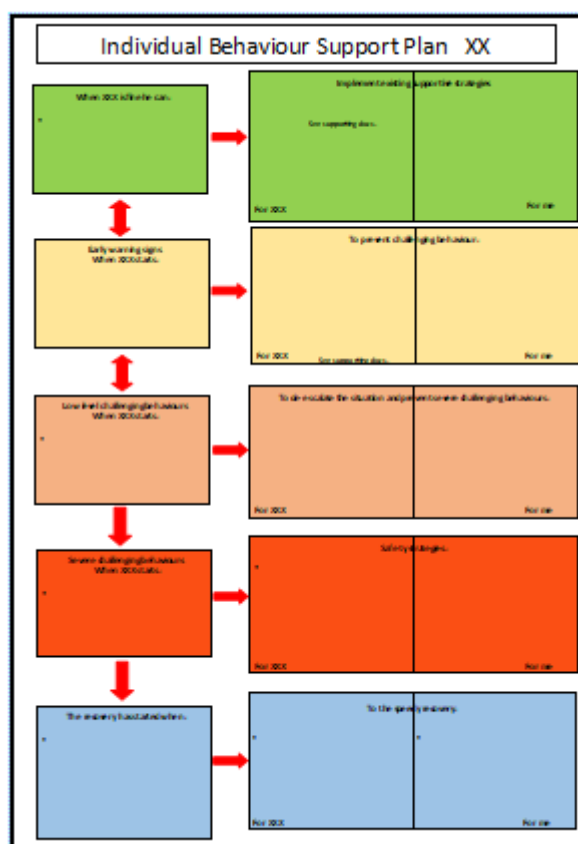 Individual Behaviour Support Plan XX
When XXX is fine he can.
Implement existing supportive strategies
See supporting docs.
For XXX
For me
Early warning signs
When XXX starts.
To prevent challenging behaviour.
For XXX
See supporting docs.
For me
Low level challenging behaviours
When XXX starts.
To de-escalate the situation and prevent severe challenging behaviours.
For XXX
For me
Severe challenging behaviours
When XXX starts.
Safety strategies.
For XXX
For me
The recovery has started when.
To the speedy recovery.
For XXX
For me